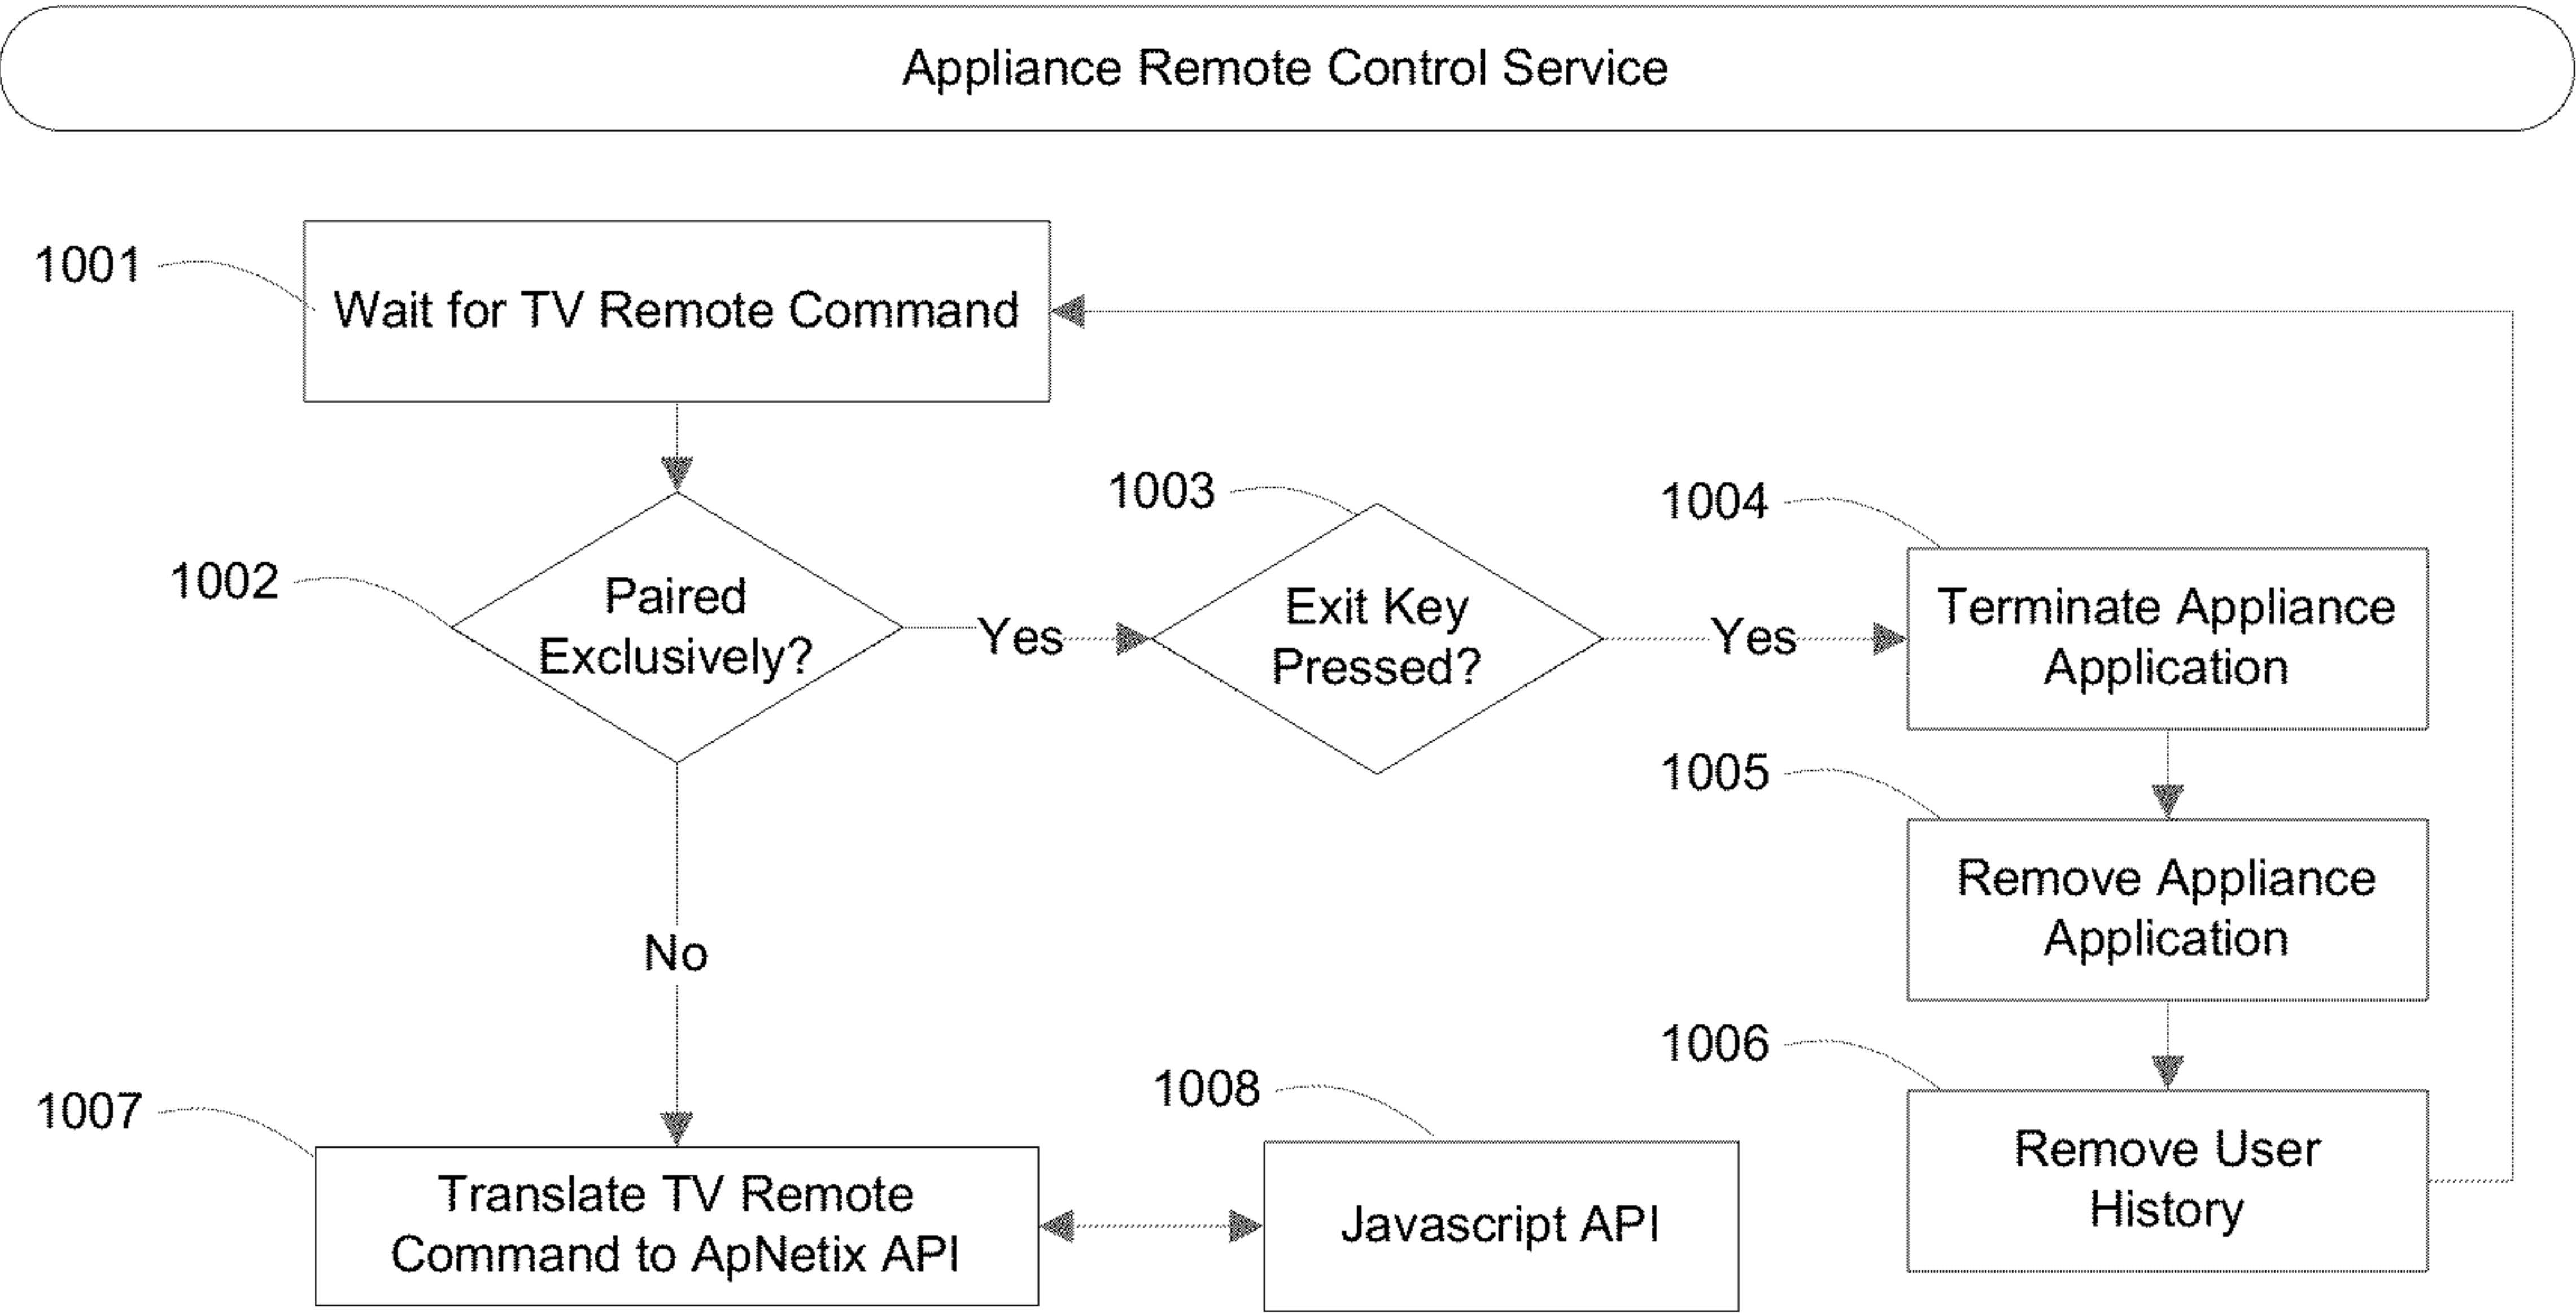 Appliance Remote Control Service
1001
Wait for TV Remote Command
1002
Paired
Exclusively?
Yes
1003
Exit Key
Pressed?
Yes
1004
Terminate Appliance
Application
1005
Remove Appliance
Application
1006
Remove User
History
No
1007
Translate TV Remote
Command to ApNetix API
1008
Javascript API